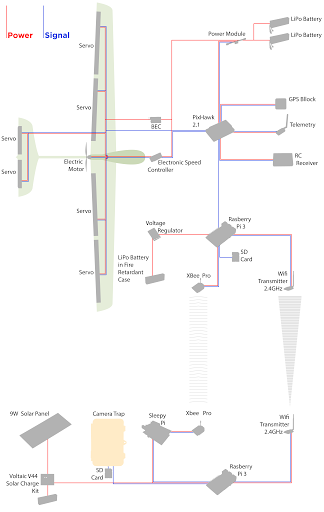 Power
Signal
LiPo Battery
LiPo Battery
Power Module
Servo
Servo
GPS Bllock
PixHawk
2.1
Telemetry
BEC
Servo
Servo
Electric
Motor
Electronic Speed
Controller
RC
Receiver
Servo
Voltage
Regulator
Rasberry
Pi 3
SD
Card
LiPo Battery
in Fire
Retardant
Case
Servo
XBee Pro
Wifi
Transmitter
2.4GHz
9W Solar Panel
Camera Trap
Sleepy
Pi
Xbee Pro
Wifi
Transmitter
2.4GHz
Voltaic V44
Solar Charge
Kit
SD
Card
Rasberry
Pi 3